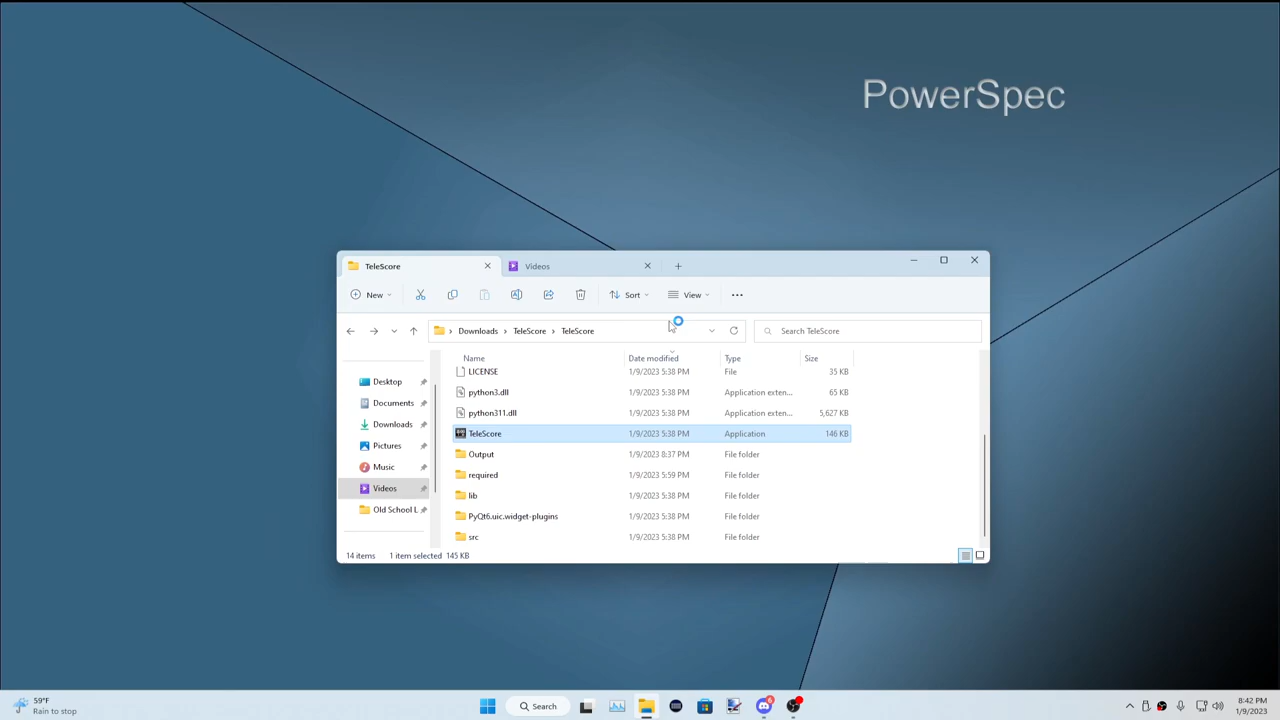 PowerSpec
TeleScore
Videos
New
Sort
View
Downloads
TeleScore
TeleScore
Search TeleScore
Name
Date modified
Type
Size
LICENSE 1/9/2023 5:38 PM File 35 KB
python3.dll 1/9/2023 5:38 PM Application exten... 65 KB
python311.dll 1/9/2023 5:38 PM Application exten... 5,627 KB
TeleScore 1/9/2023 5:38 PM Application 146 KB
Output 1/9/2023 8:37 PM File folder
required 1/9/2023 5:59 PM File folder
lib 1/9/2023 5:38 PM File folder
PyQt6.uic.widget-plugins 1/9/2023 5:38 PM File folder
src 1/9/2023 5:38 PM File folder
Desktop
Documents
Downloads
Pictures
Music
Videos
Old School L
14 items
1 item selected 145 KB
59°F
Rain to stop
Search
8:42 PM
1/9/2023